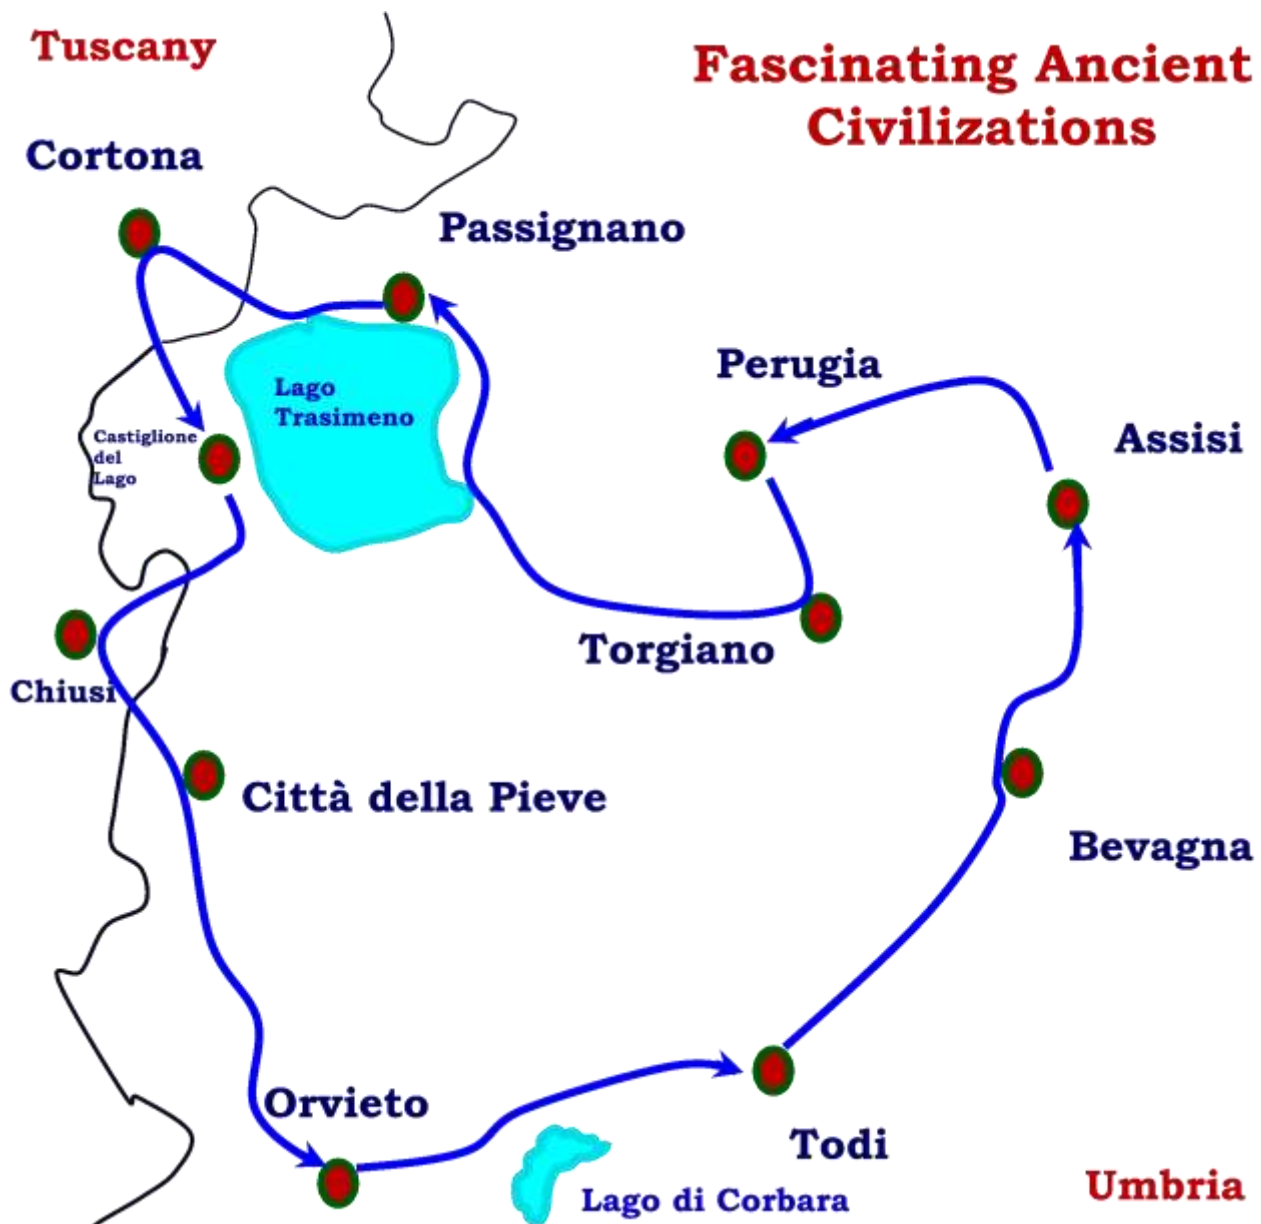 Tuscany
Fascinating Ancient
Civilizations
Cortona
Passignano
Perugia
Lago
Trasimeno
Assisi
Castiglione
del
Lago
Torgiano
Chiusi
Città della Pieve
Bevagna
Orvieto
Todi
Umbria
Lago di Corbara